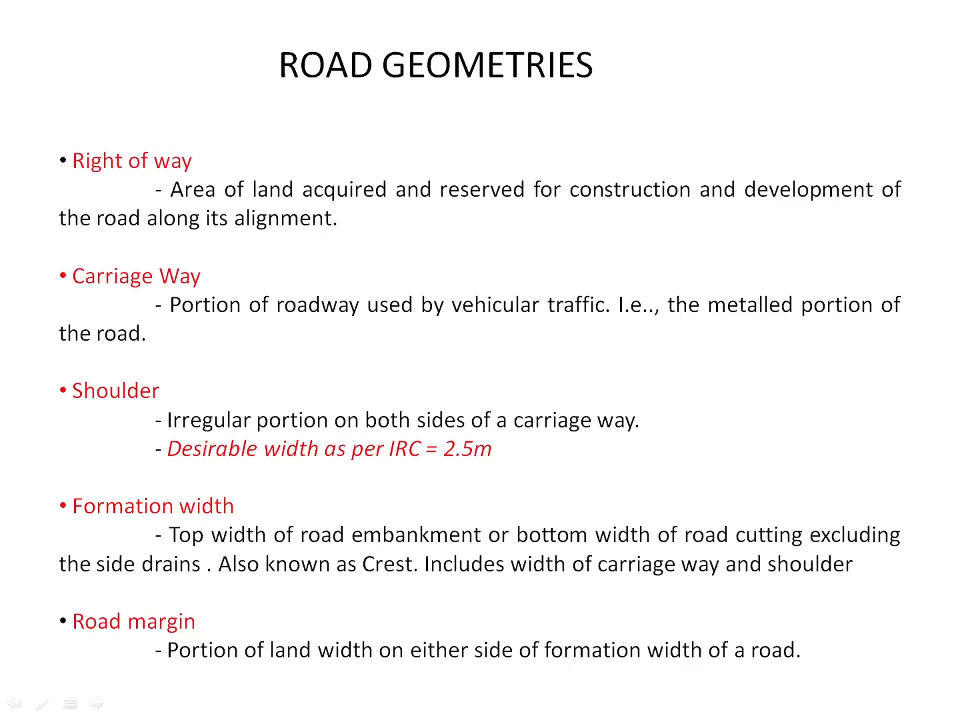 ROAD GEOMETRIES
• Right of way
- Area of land acquired and reserved for construction and development of
the road along its alignment.
• Carriage Way
- Portion of roadway used by vehicular traffic. I.e.., the metalled portion of
the road.
• Shoulder
- Irregular portion on both sides of a carriage way.
- Desirable width as per IRC = 2.5m
• Formation width
- Top width of road embankment or bottom width of road cutting excluding
the side drains . Also known as Crest. Includes width of carriage way and shoulder
• Road margin
- Portion of land width on either side of formation width of a road.